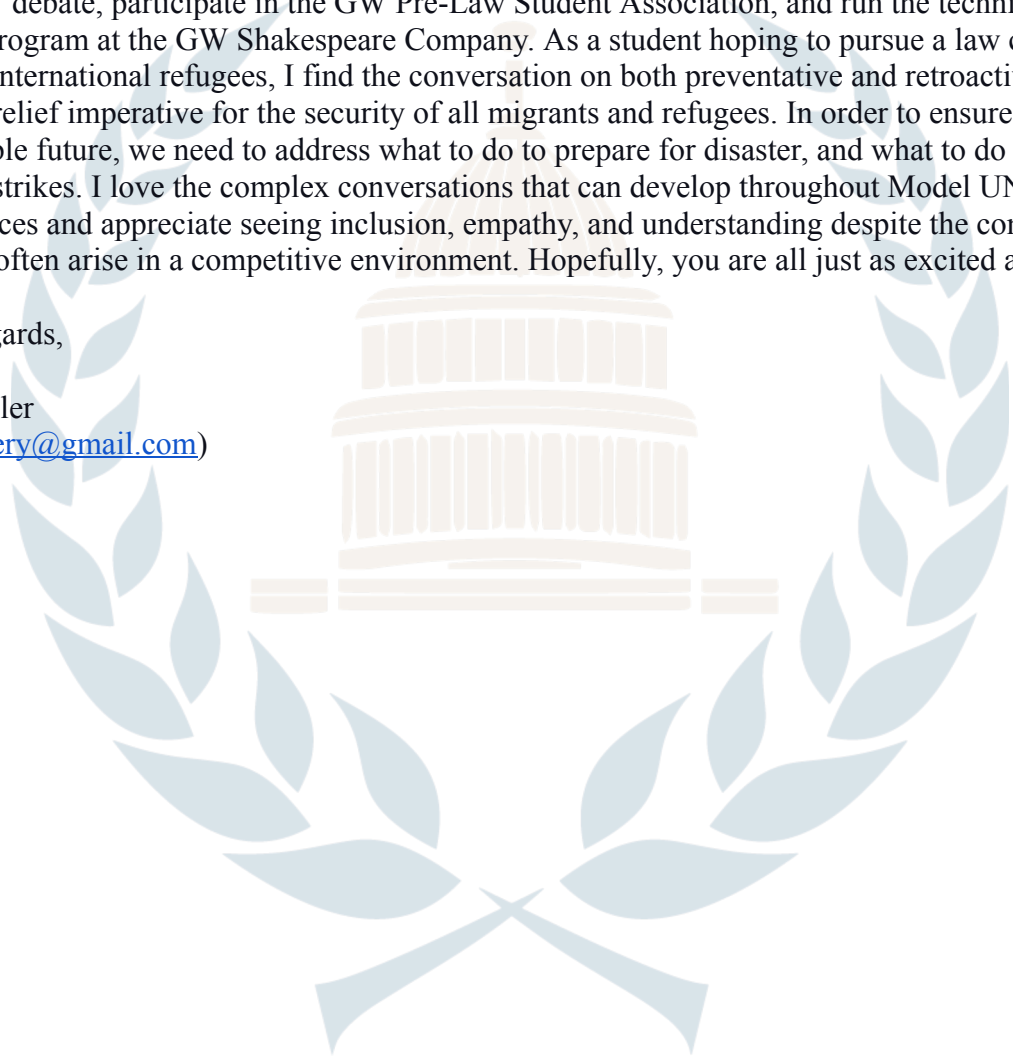 debate, participate in the GW Pre-Law Student Association, and run the techni
rogram at the GW Shakespeare Company. As a student hoping to pursue a law c
nternational refugees, I find the conversation on both preventative and retroacti
relief imperative for the security of all migrants and refugees. In order to ensure
ble future, we need to address what to do to prepare for disaster, and what to do
strikes. I love the complex conversations that can develop throughout Model UN
ces and appreciate seeing inclusion, empathy, and understanding despite the con
often arise in a competitive environment. Hopefully, you are all just as excited a
gards,
ler
ery@gmail.com)